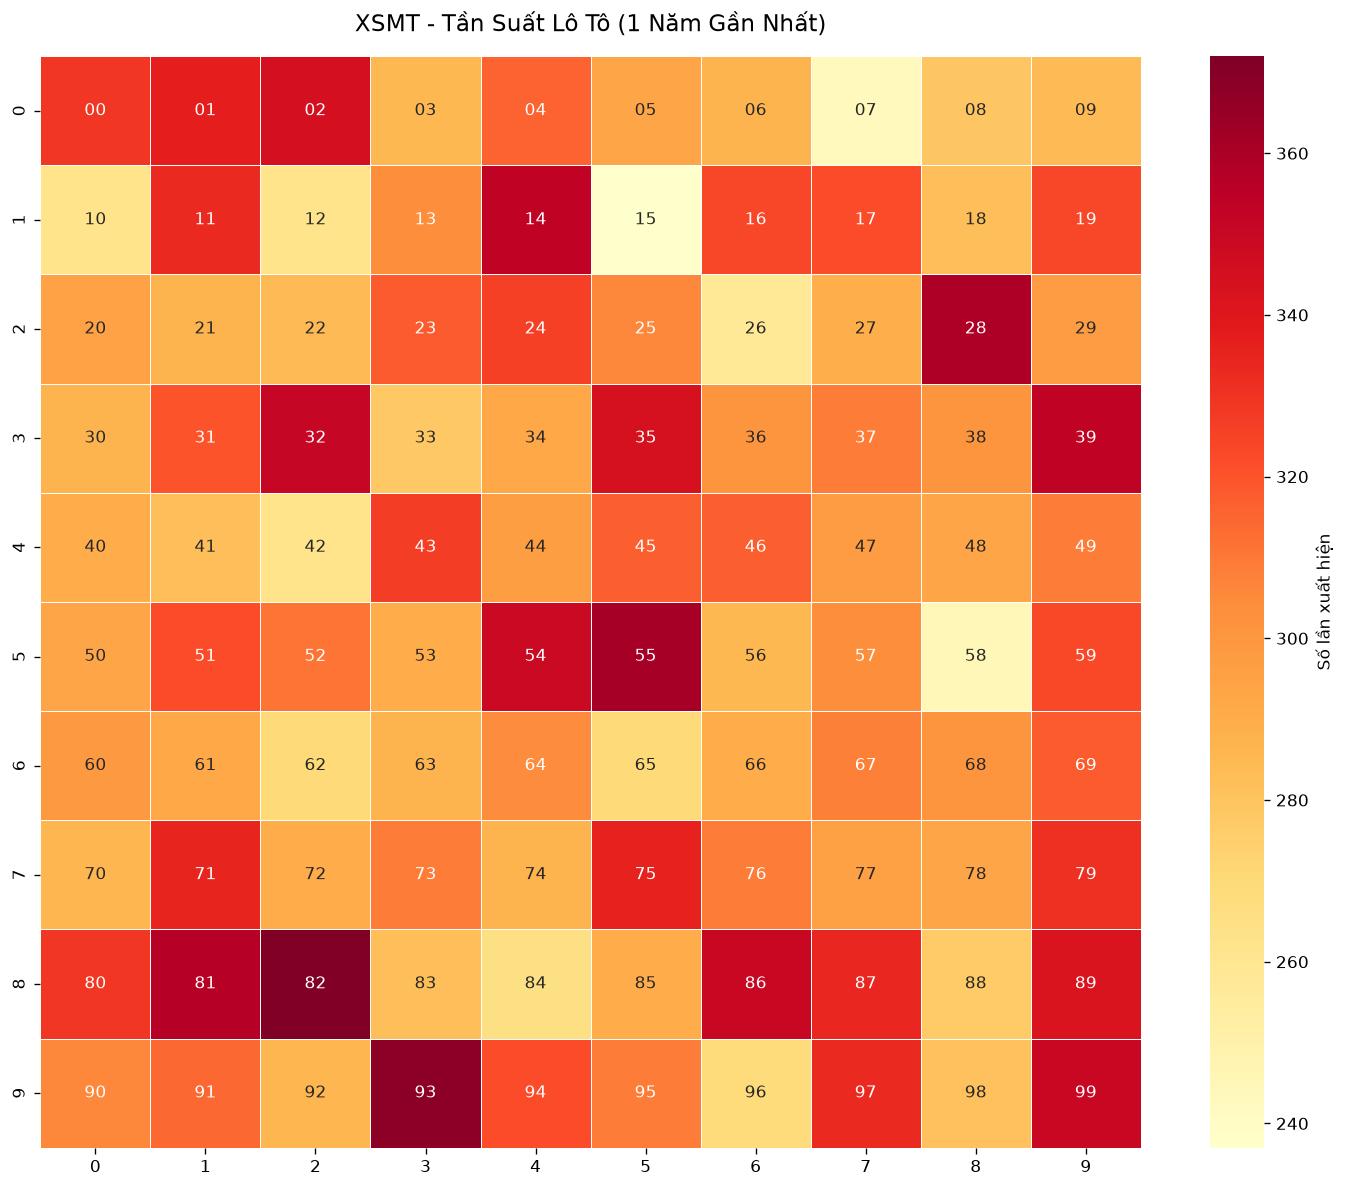 XSMT - Tần Suất Lô Tô (1 Năm Gần Nhất)
0 00 01 02 03 04 05 06 07 08 09
1 10 11 12 13 14 15 16 17 18 19
2 20 21 22 23 24 25 26 27 28 29
3 30 31 32 33 34 35 36 37 38 39
4 40 41 42 43 44 45 46 47 48 49
5 50 51 52 53 54 55 56 57 58 59
6 60 61 62 63 64 65 66 67 68 69
7 70 71 72 73 74 75 76 77 78 79
8 80 81 82 83 84 85 86 87 88 89
9 90 91 92 93 94 95 96 97 98 99
0 1 2 3 4 5 6 7 8 9
360
340
320
300
280
260
240
Số lần xuất hiện